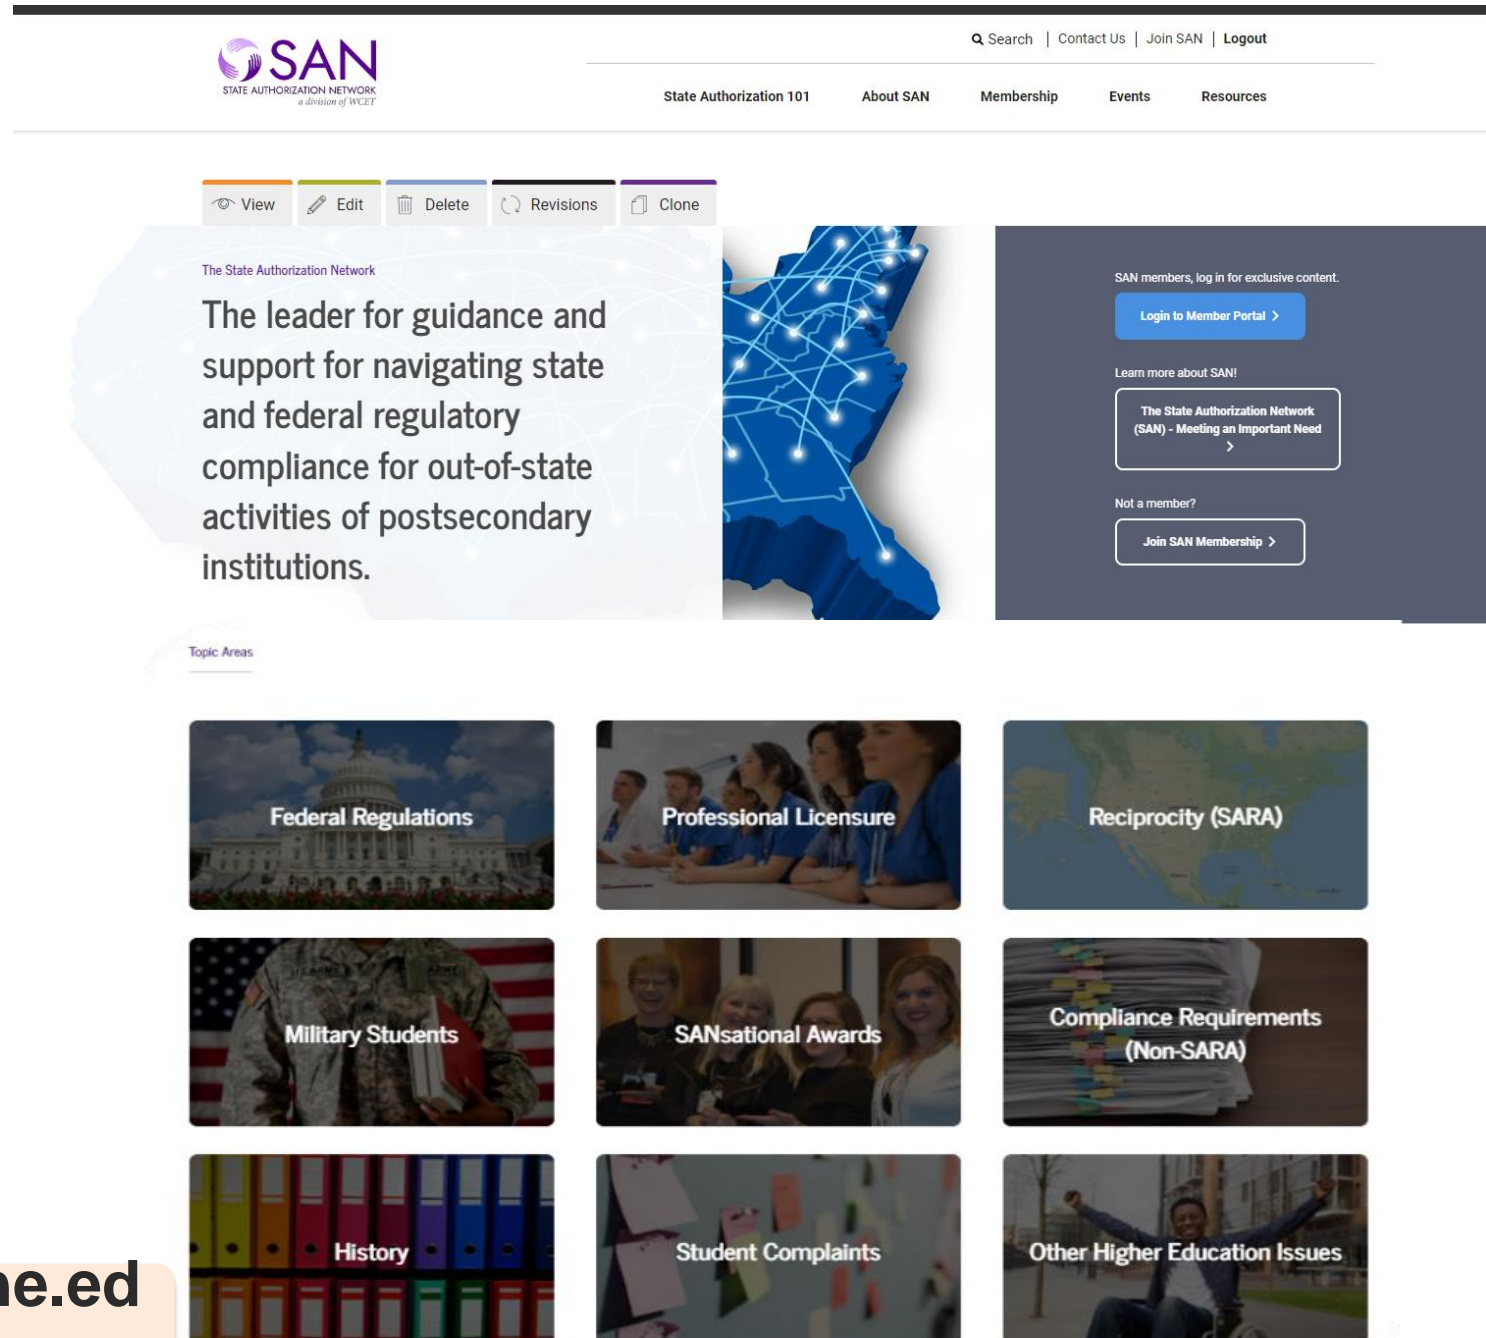 SAN
STATE AUTHORIZATION NETWORK
a division of WCET
Search | Contact Us | Join SAN | Logout
State Authorization 101 About SAN Membership Events Resources
View Edit Delete Revisions Clone
The State Authorization Network
The leader for guidance and
support for navigating state
and federal regulatory
compliance for out-of-state
activities of postsecondary
institutions.
SAN members, log in for exclusive content.
Login to Member Portal >
Learn more about SAN!
The State Authorization Network
(SAN) - Meeting an Important Need
>
Not a member?
Join SAN Membership >
Topic Areas
Federal Regulations
Professional Licensure
Reciprocity (SARA)
Military Students
SANsational Awards
Compliance Requirements
(Non-SARA)
History
Student Complaints
Other Higher Education Issues
he.ed